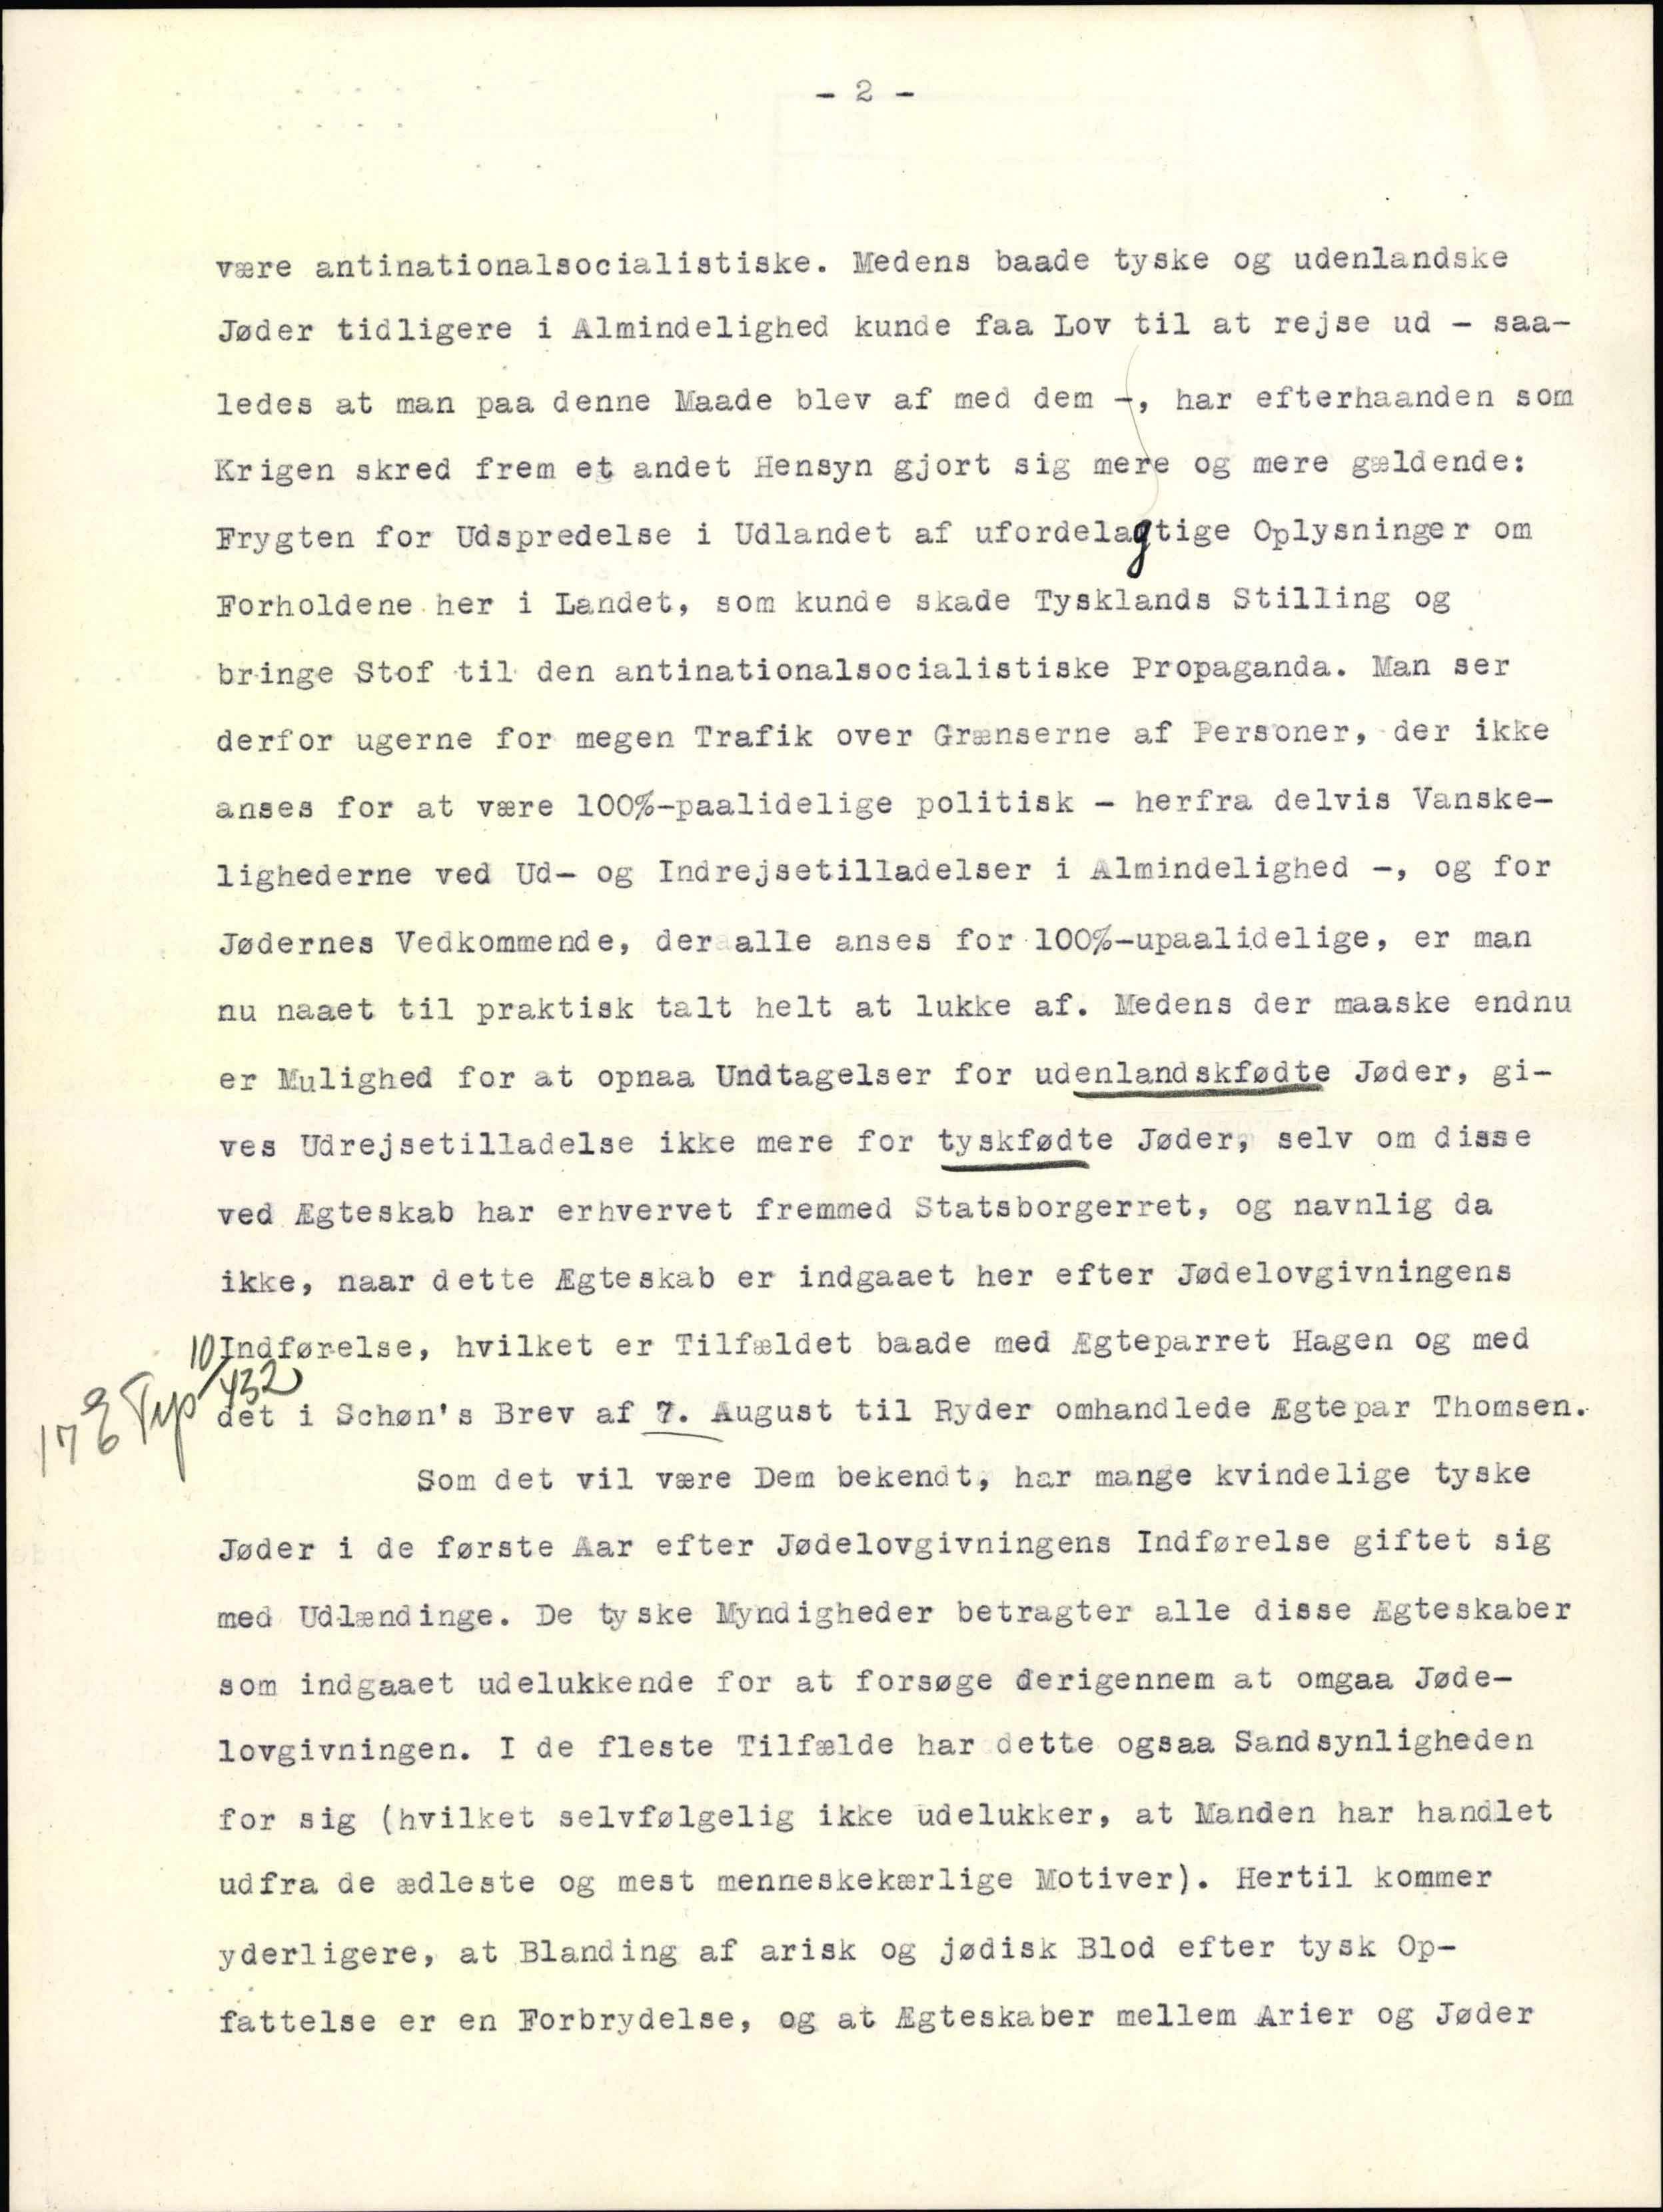 - 2 -
være antinationalsocialistiske. Medens baade tyske og udenlandske
Jøder tidligere i Almindelighed kunde faa Lov til at rejse ud - saa-
ledes at man paa denne Maade blev af med dem -, har efterhaanden som
Krigen skred frem et andet Hensyn gjort sig mere og mere gældende:
Frygten for Udspredelse i Udlandet af ufordelagtige Oplysninger om
Forholdene her i Landet, som kunde skade Tysklands Stilling og
bringe Stof til den antinationalsocialistiske Propaganda. Man ser
derfor ugerne for megen Trafik over Grænserne af Personer, der ikke
anses for at være 100%-paalidelige politisk - herfra delvis Vanske-
lighederne ved Ud- og Indrejsetilladelser i Almindelighed -, og for
Jødernes Vedkommende, der alle anses for 100%-upaalidelige, er man
nu naaet til praktisk talt helt at lukke af. Medens der maaske endnu
er Mulighed for at opnaa Undtagelser for udenlandskfødte Jøder, gi-
ves Udrejsetilladelse ikke mere for tyskfødte Jøder, selv om disse
ved Ægteskab har erhvervet fremmed Statsborgerret, og navnlig da
ikke, naar dette Ægteskab er indgaaet her efter Jødelovgivningens
Indførelse, hvilket er Tilfældet baade med Ægteparret Hagen og med
10/432
det i Schøn's Brev af 7. August til Ryder omhandlede Ægtepar Thomsen.
Som det vil være Dem bekendt, har mange kvindelige tyske
Jøder i de første Aar efter Jødelovgivningens Indførelse giftet sig
med Udlændinge. De tyske Myndigheder betragter alle disse Ægteskaber
som indgaaet udelukkende for at forsøge derigennem at omgaa Jøde-
lovgivningen. I de fleste Tilfælde har dette ogsaa Sandsynligheden
for sig (hvilket selvfølgelig ikke udelukker, at Manden har handlet
udfra de ædleste og mest menneskekærlige Motiver). Hertil kommer
yderligere, at Blanding af arisk og jødisk Blod efter tysk Op-
fattelse er en Forbrydelse, og at Ægteskaber mellem Arier og Jøder